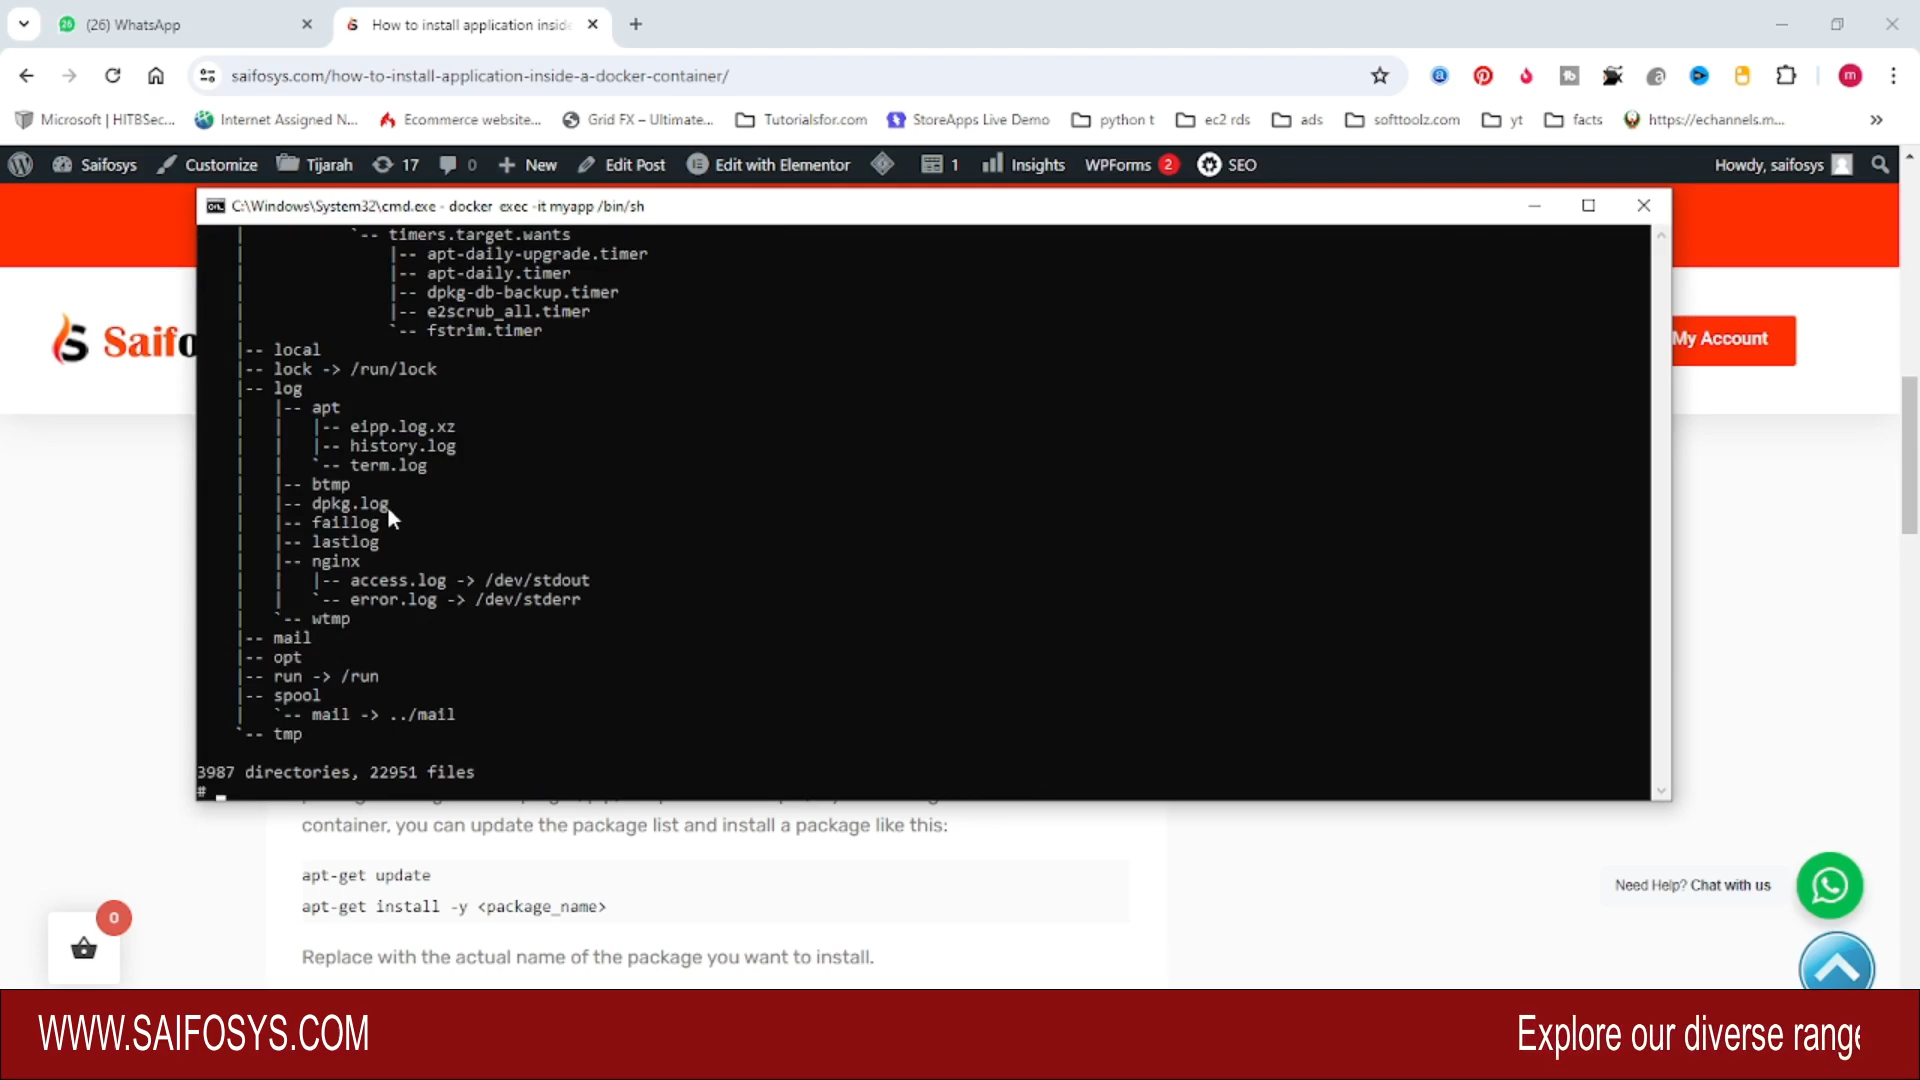 (26) WhatsApp
How to install application insid
saifosys.com/how-to-install-application-inside-a-docker-container/
Microsoft | HITBSec...
Internet Assigned N...
Ecommerce website...
Grid FX – Ultimate...
Tutorialsfor.com
StoreApps Live Demo
python t
ec2 rds
ads
softtoolz.com
yt
facts
https://echannels.m...
»
Saifosys
Customize
Tijarah
17
0
New
Edit Post
Edit with Elementor
1
Insights
WPForms 2
SEO
Howdy, saifosys
C:\Windows\System32\cmd.exe - docker exec -it myapp /bin/sh
|           `-- timers.target.wants
|               |-- apt-daily-upgrade.timer
|               |-- apt-daily.timer
|               |-- dpkg-db-backup.timer
|               |-- e2scrub_all.timer
|               `-- fstrim.timer
|-- local
|-- lock -> /run/lock
|-- log
|   |-- apt
|   |   |-- eipp.log.xz
|   |   |-- history.log
|   |   `-- term.log
|   |-- btmp
|   |-- dpkg.log
|   |-- faillog
|   |-- lastlog
|   |-- nginx
|   |   |-- access.log -> /dev/stdout
|   |   `-- error.log -> /dev/stderr
|   `-- wtmp
|-- mail
|-- opt
|-- run -> /run
|-- spool
|   `-- mail -> ../mail
`-- tmp
3987 directories, 22951 files
#
Saifo
My Account
container, you can update the package list and install a package like this:
apt-get update
apt-get install -y <package_name>
Replace with the actual name of the package you want to install.
Need Help? Chat with us
0
WWW.SAIFOSYS.COM
Explore our diverse range